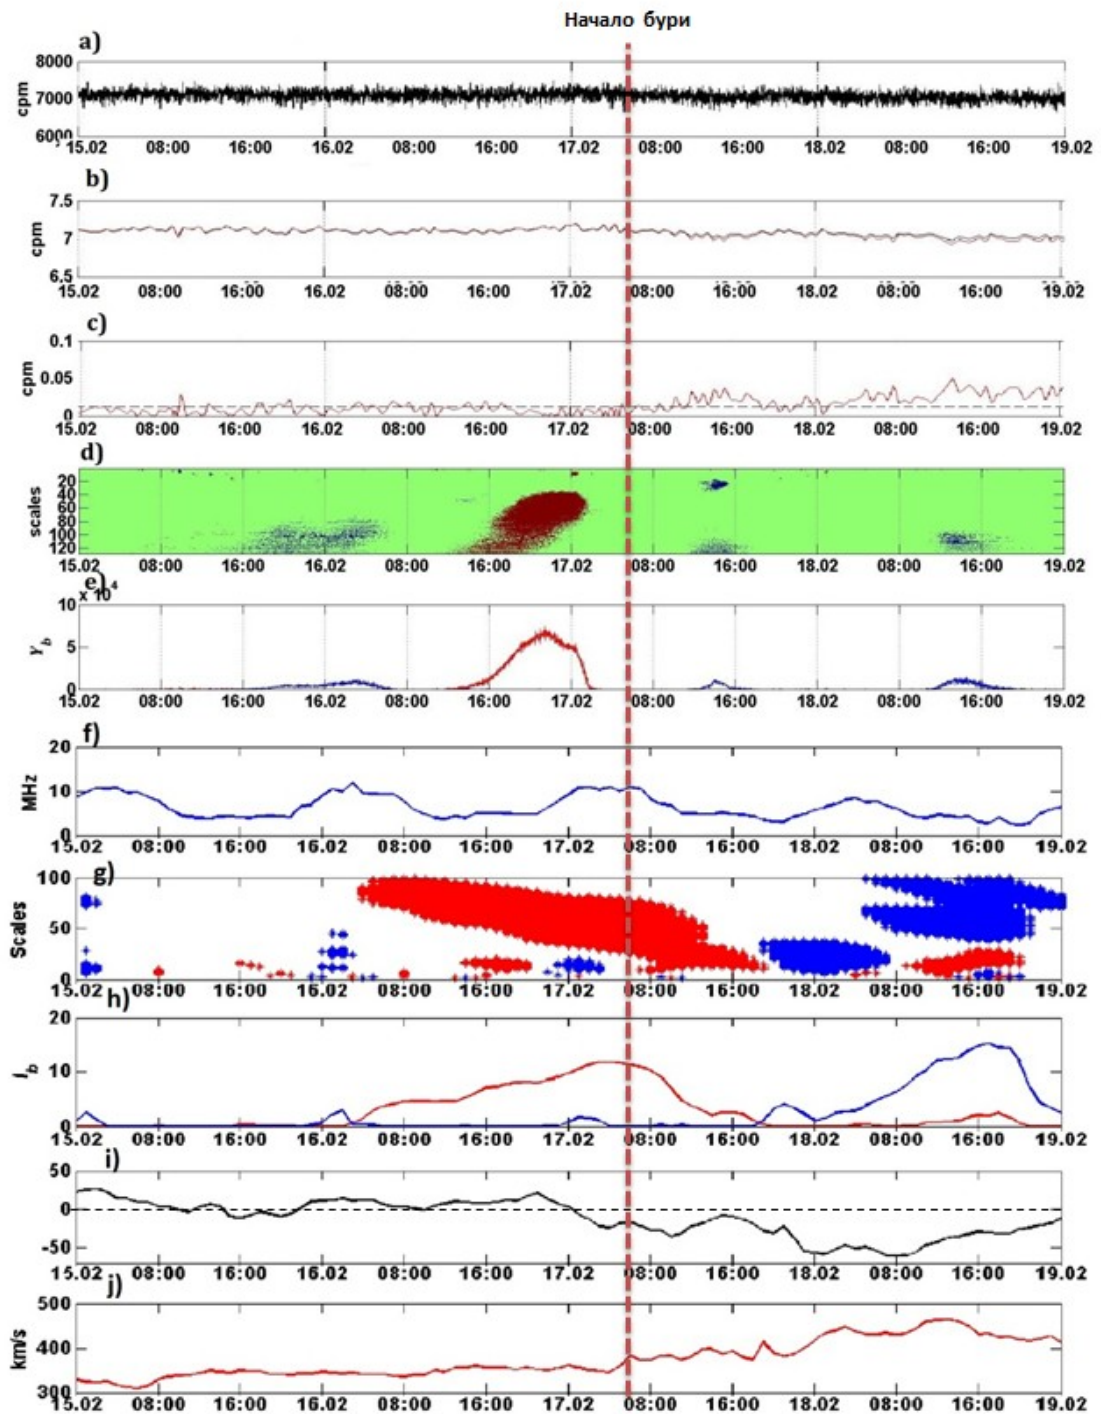 Начало бури
a)
8000
7000
6000
cpm
15.02 08:00 16:00 16.02 08:00 16:00 17.02 08:00 16:00 18.02 08:00 16:00 19.02
b)
7.5
7
6.5
cpm
15.02 08:00 16:00 16.02 08:00 16:00 17.02 08:00 16:00 18.02 08:00 16:00 19.02
c)
0.1
0.05
0
cpm
15.02 08:00 16:00 16.02 08:00 16:00 17.02 08:00 16:00 18.02 08:00 16:00 19.02
d)
20
40
60
80
100
120
scales
15.02 08:00 16:00 16.02 08:00 16:00 17.02 08:00 16:00 18.02 08:00 16:00 19.02
e)
x 10⁴
10
5
0
Y_b
15.02 08:00 16:00 16.02 08:00 16:00 17.02 08:00 16:00 18.02 08:00 16:00 19.02
f)
20
10
0
MHz
15.02 08:00 16:00 16.02 08:00 16:00 17.02 08:00 16:00 18.02 08:00 16:00 19.02
g)
100
50
0
Scales
15.02 08:00 16:00 16.02 08:00 16:00 17.02 08:00 16:00 18.02 08:00 16:00 19.02
h)
20
10
0
I_b
15.02 08:00 16:00 16.02 08:00 16:00 17.02 08:00 16:00 18.02 08:00 16:00 19.02
i)
50
0
-50
15.02 08:00 16:00 16.02 08:00 16:00 17.02 08:00 16:00 18.02 08:00 16:00 19.02
j)
500
400
300
km/s
15.02 08:00 16:00 16.02 08:00 16:00 17.02 08:00 16:00 18.02 08:00 16:00 19.02